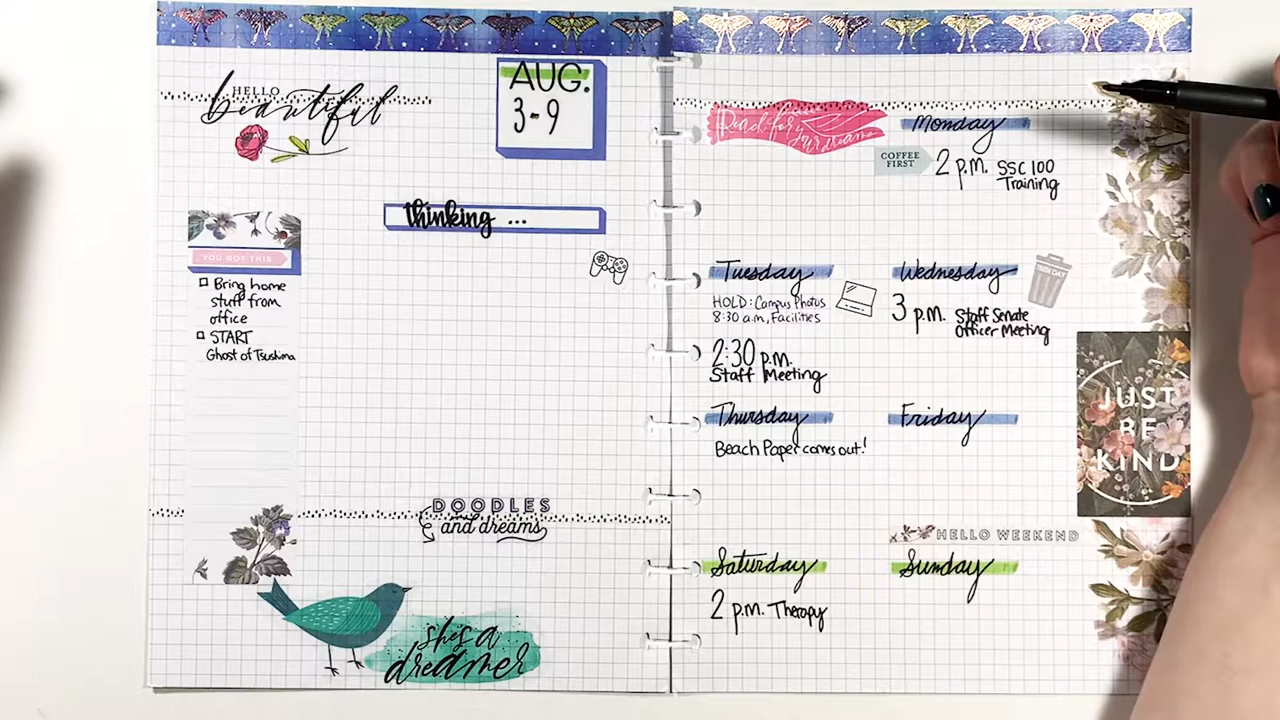 HELLO
beautiful
AUG.
3-9
thinking ...
YOU GOT THIS
Bring home
stuff from
office
START
Ghost of Tsushima
DOODLES
and dreams
she's a
dreamer
Monday
COFFEE
FIRST
2 p.m. SSC 100
Training
Tuesday
HOLD: Campus Photos
8:30 a.m., Facilities
2:30 p.m.
Staff Meeting
Wednesday
TRASH DAY
3 p.m. Staff Senate
Officer Meeting
Thursday
Beach Paper comes out!
Friday
JUST
BE
KIND
HELLO WEEKEND
Saturday
2 p.m. Therapy
Sunday